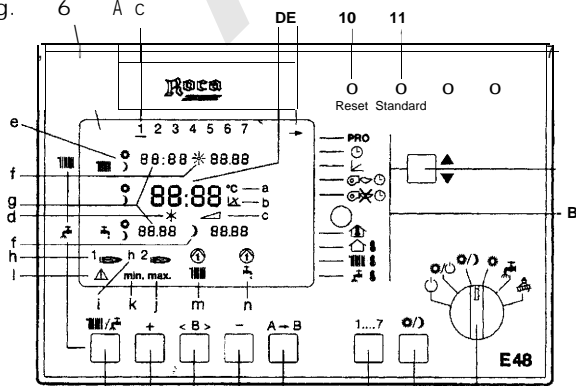 g. 6 A C
DE 10 11
Roca
Reset Standard
1 2 3 4 5 6 7
e
PRO
88:88 88.88
f
88:88 °C a
g
b
d
c
B
f 88.88 88.88
h 1 h 2
l min. max.
i k j m n
+ < B > - A→B 1....7
E48